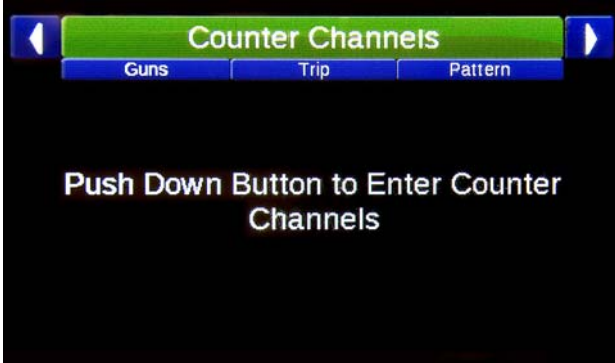 Counter Channels
Guns Trip Pattern
Push Down Button to Enter Counter
Channels